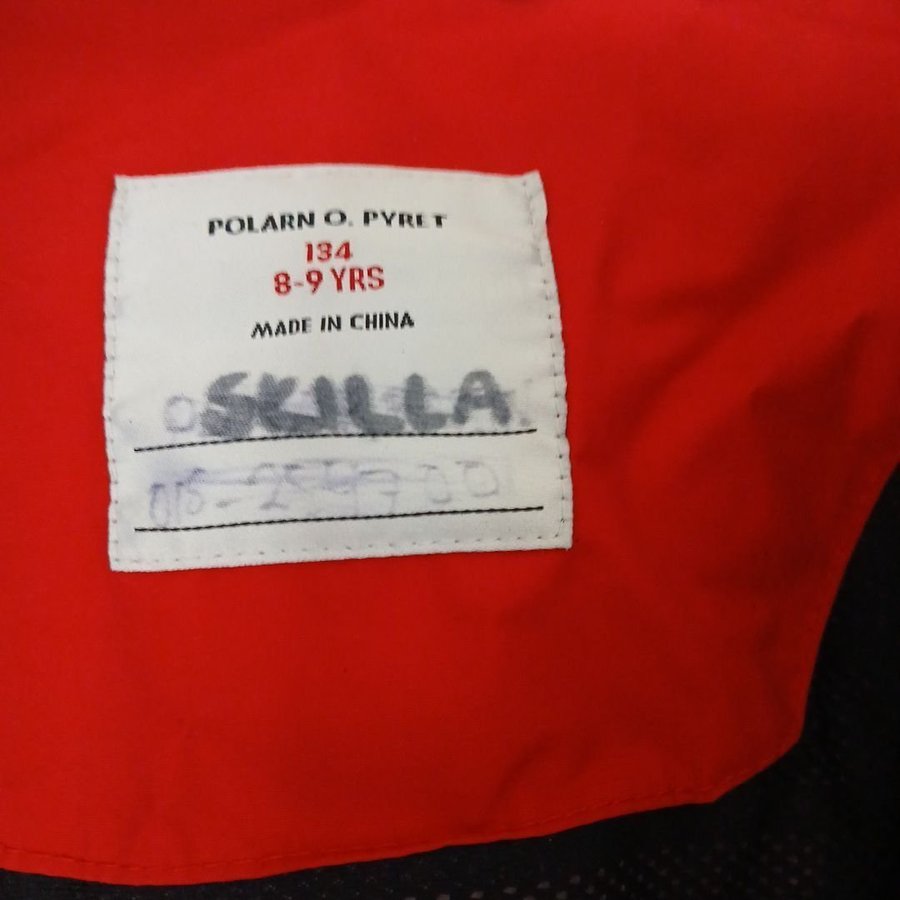 POLARN O. PYRET
134
8-9 YRS
MADE IN CHINA
SKILLA